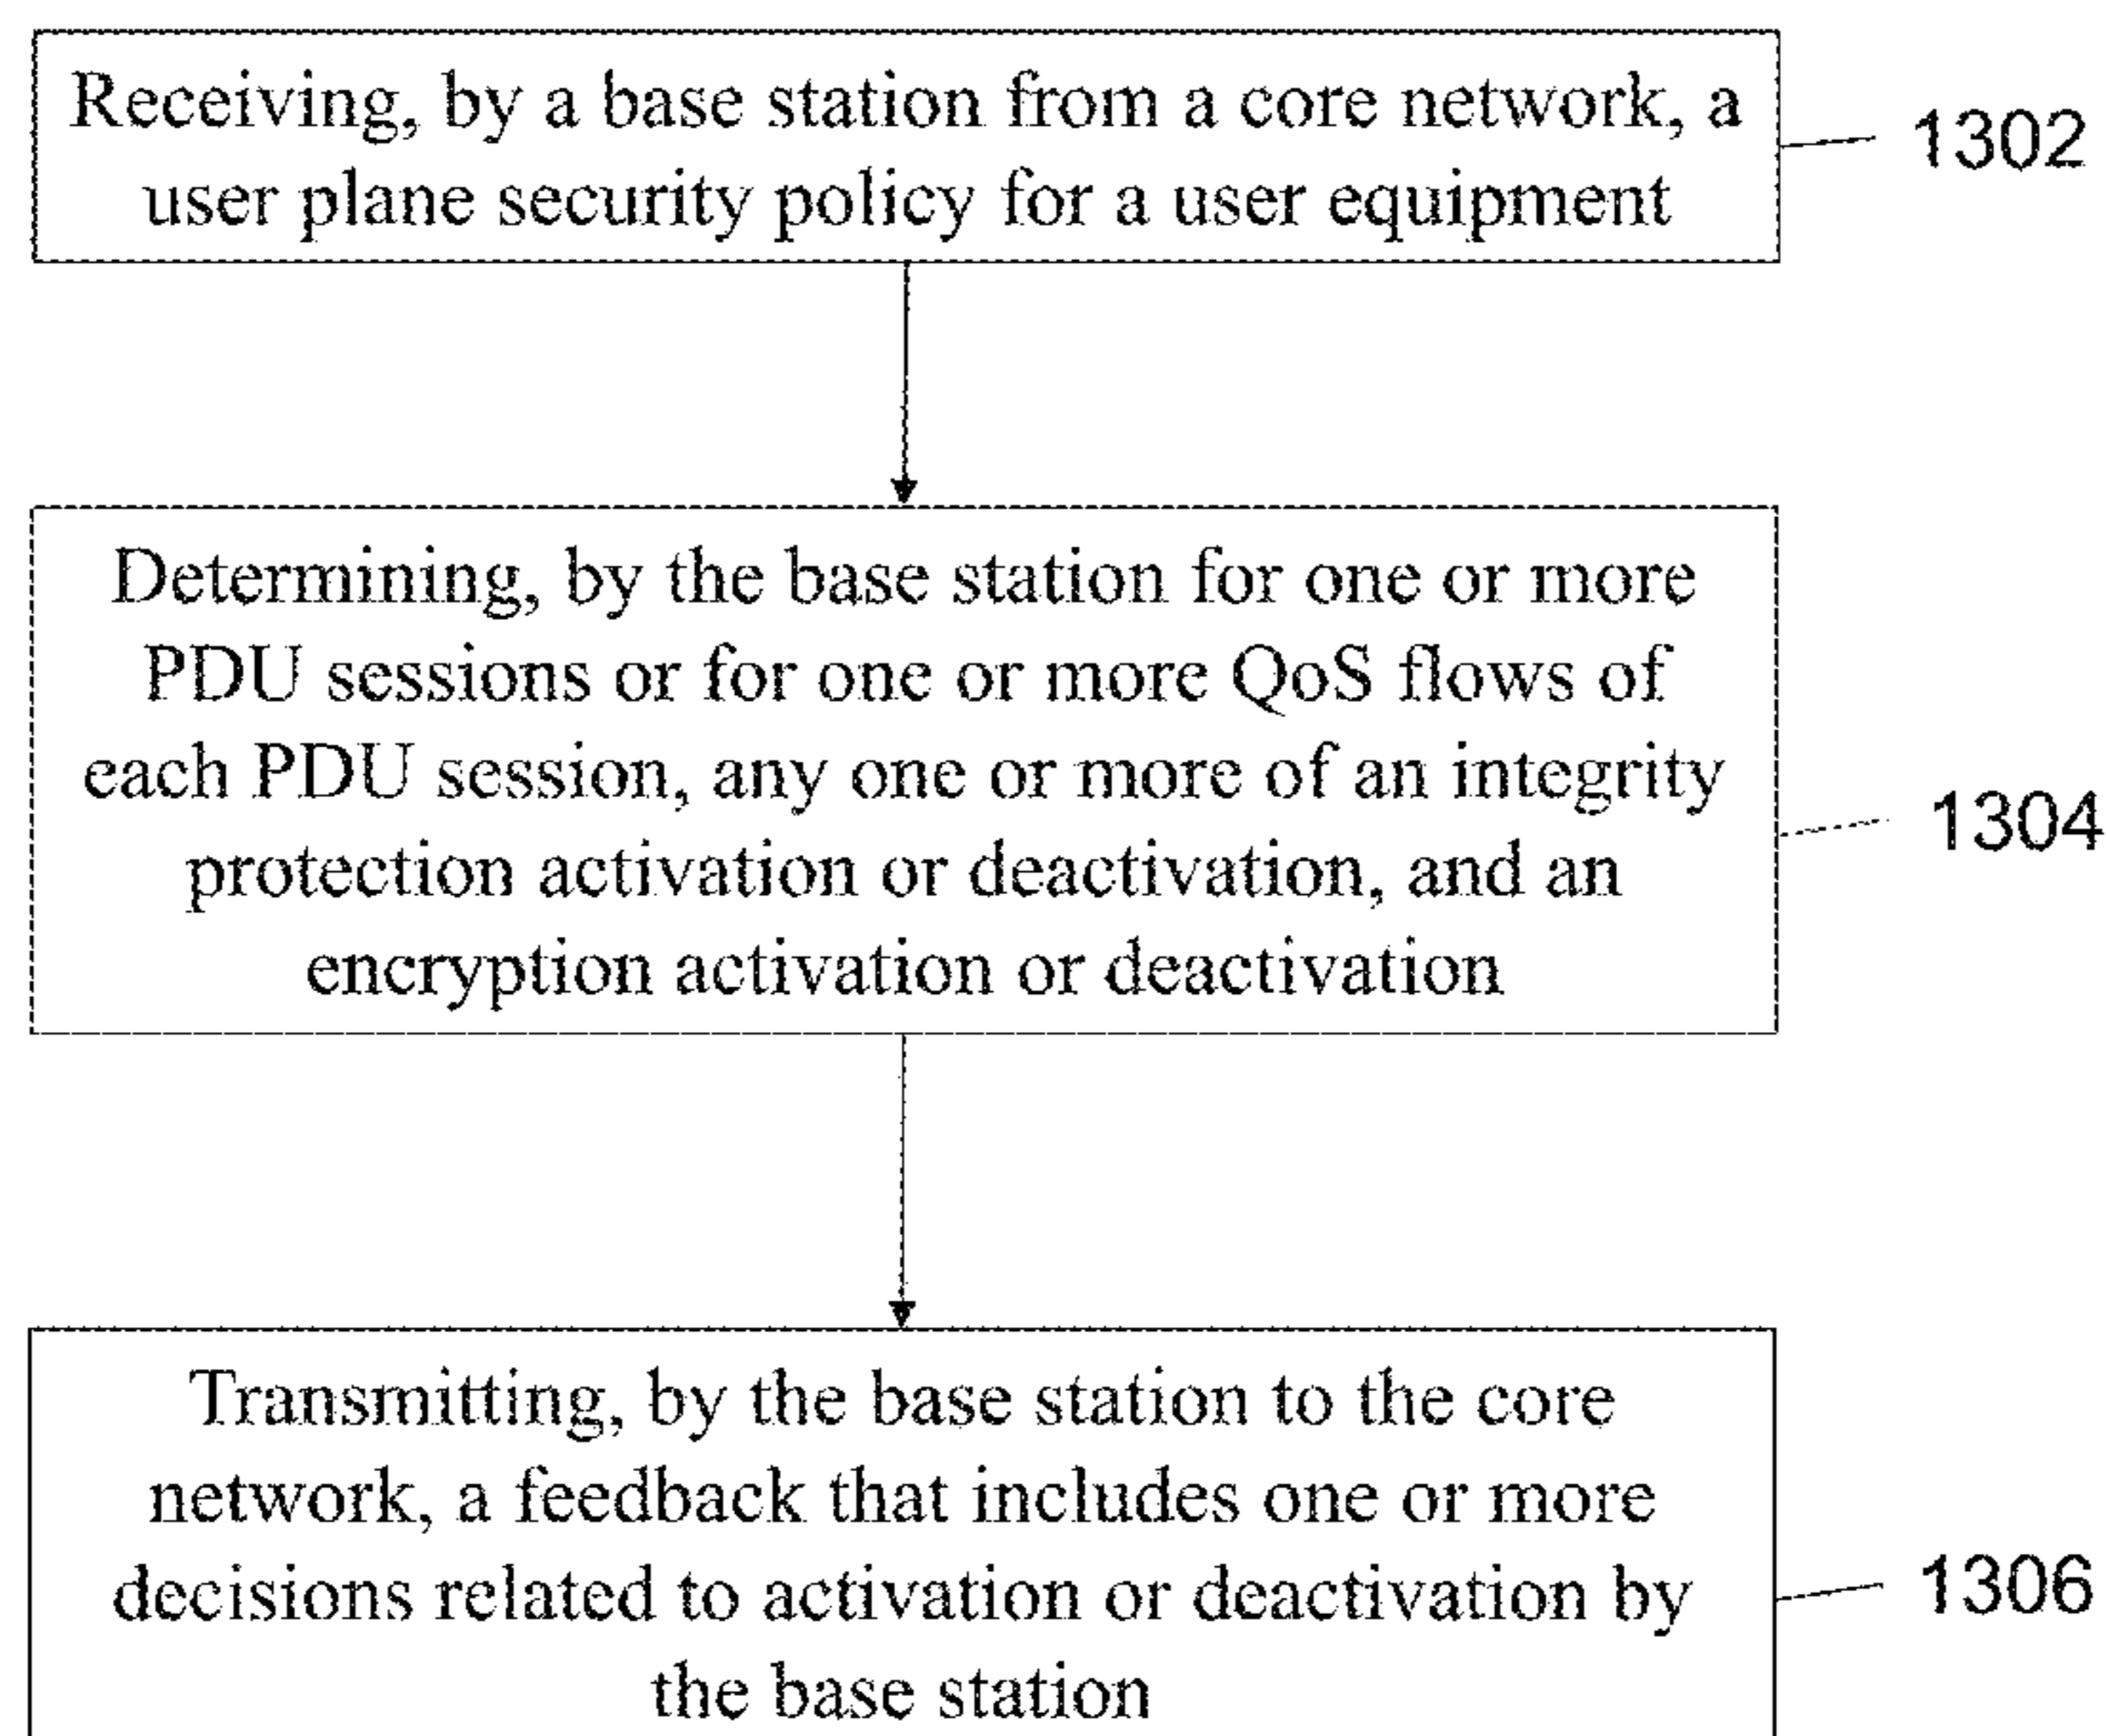 Receiving, by a base station from a core network, a
user plane security policy for a user equipment
1302
Determining, by the base station for one or more
PDU sessions or for one or more QoS flows of
each PDU session, any one or more of an integrity
protection activation or deactivation, and an
encryption activation or deactivation
1304
Transmitting, by the base station to the core
network, a feedback that includes one or more
decisions related to activation or deactivation by
the base station
1306